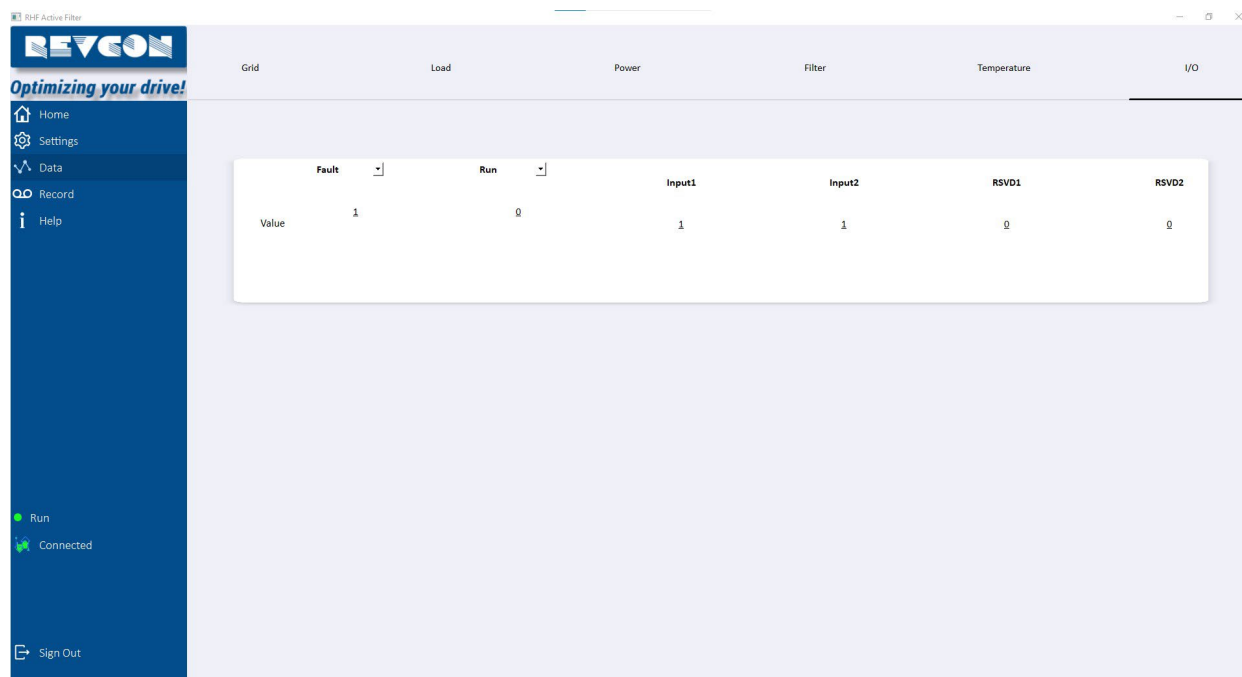 RHF Active Filter
REVCON
Optimizing your drive!
Grid Load Power Filter Temperature I/O
Home
Settings
Data
Record
Help
Fault Run Input1 Input2 RSVD1 RSVD2
Value 1 0 1 1 0 0
Run
Connected
Sign Out